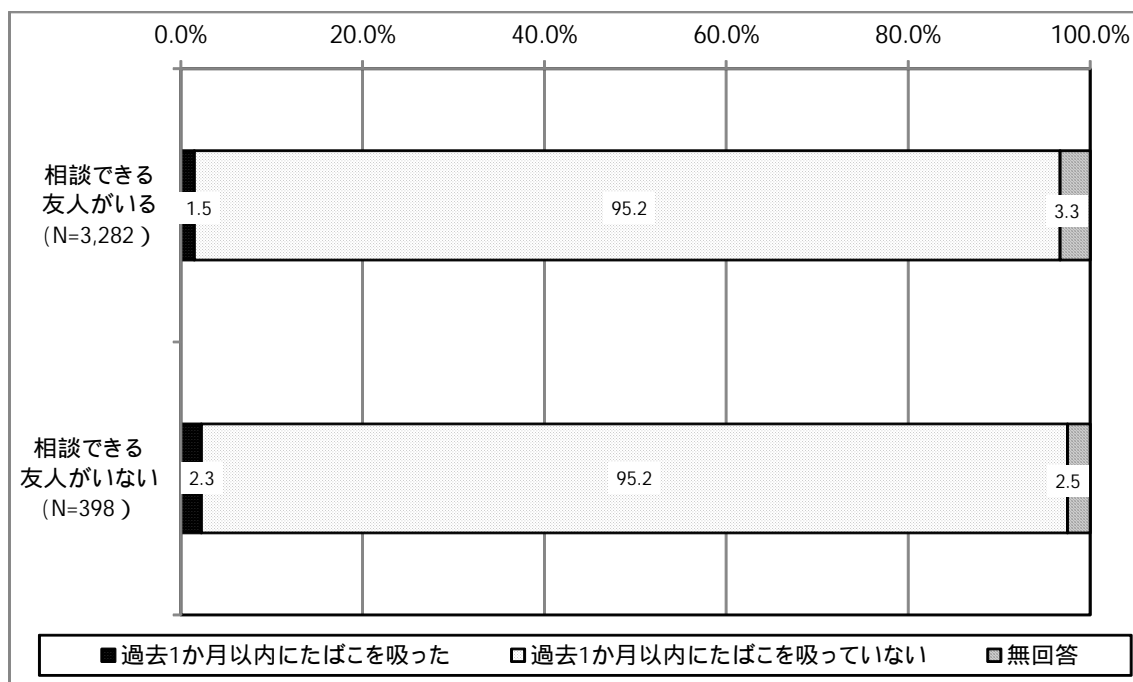 0.0% 20.0% 40.0% 60.0% 80.0% 100.0%
相談できる
友人がいる
(N=3,282)
1.5 95.2 3.3
相談できる
友人がいない
(N=398)
2.3 95.2 2.5
過去1か月以内にたばこを吸った 過去1か月以内にたばこを吸っていない 無回答